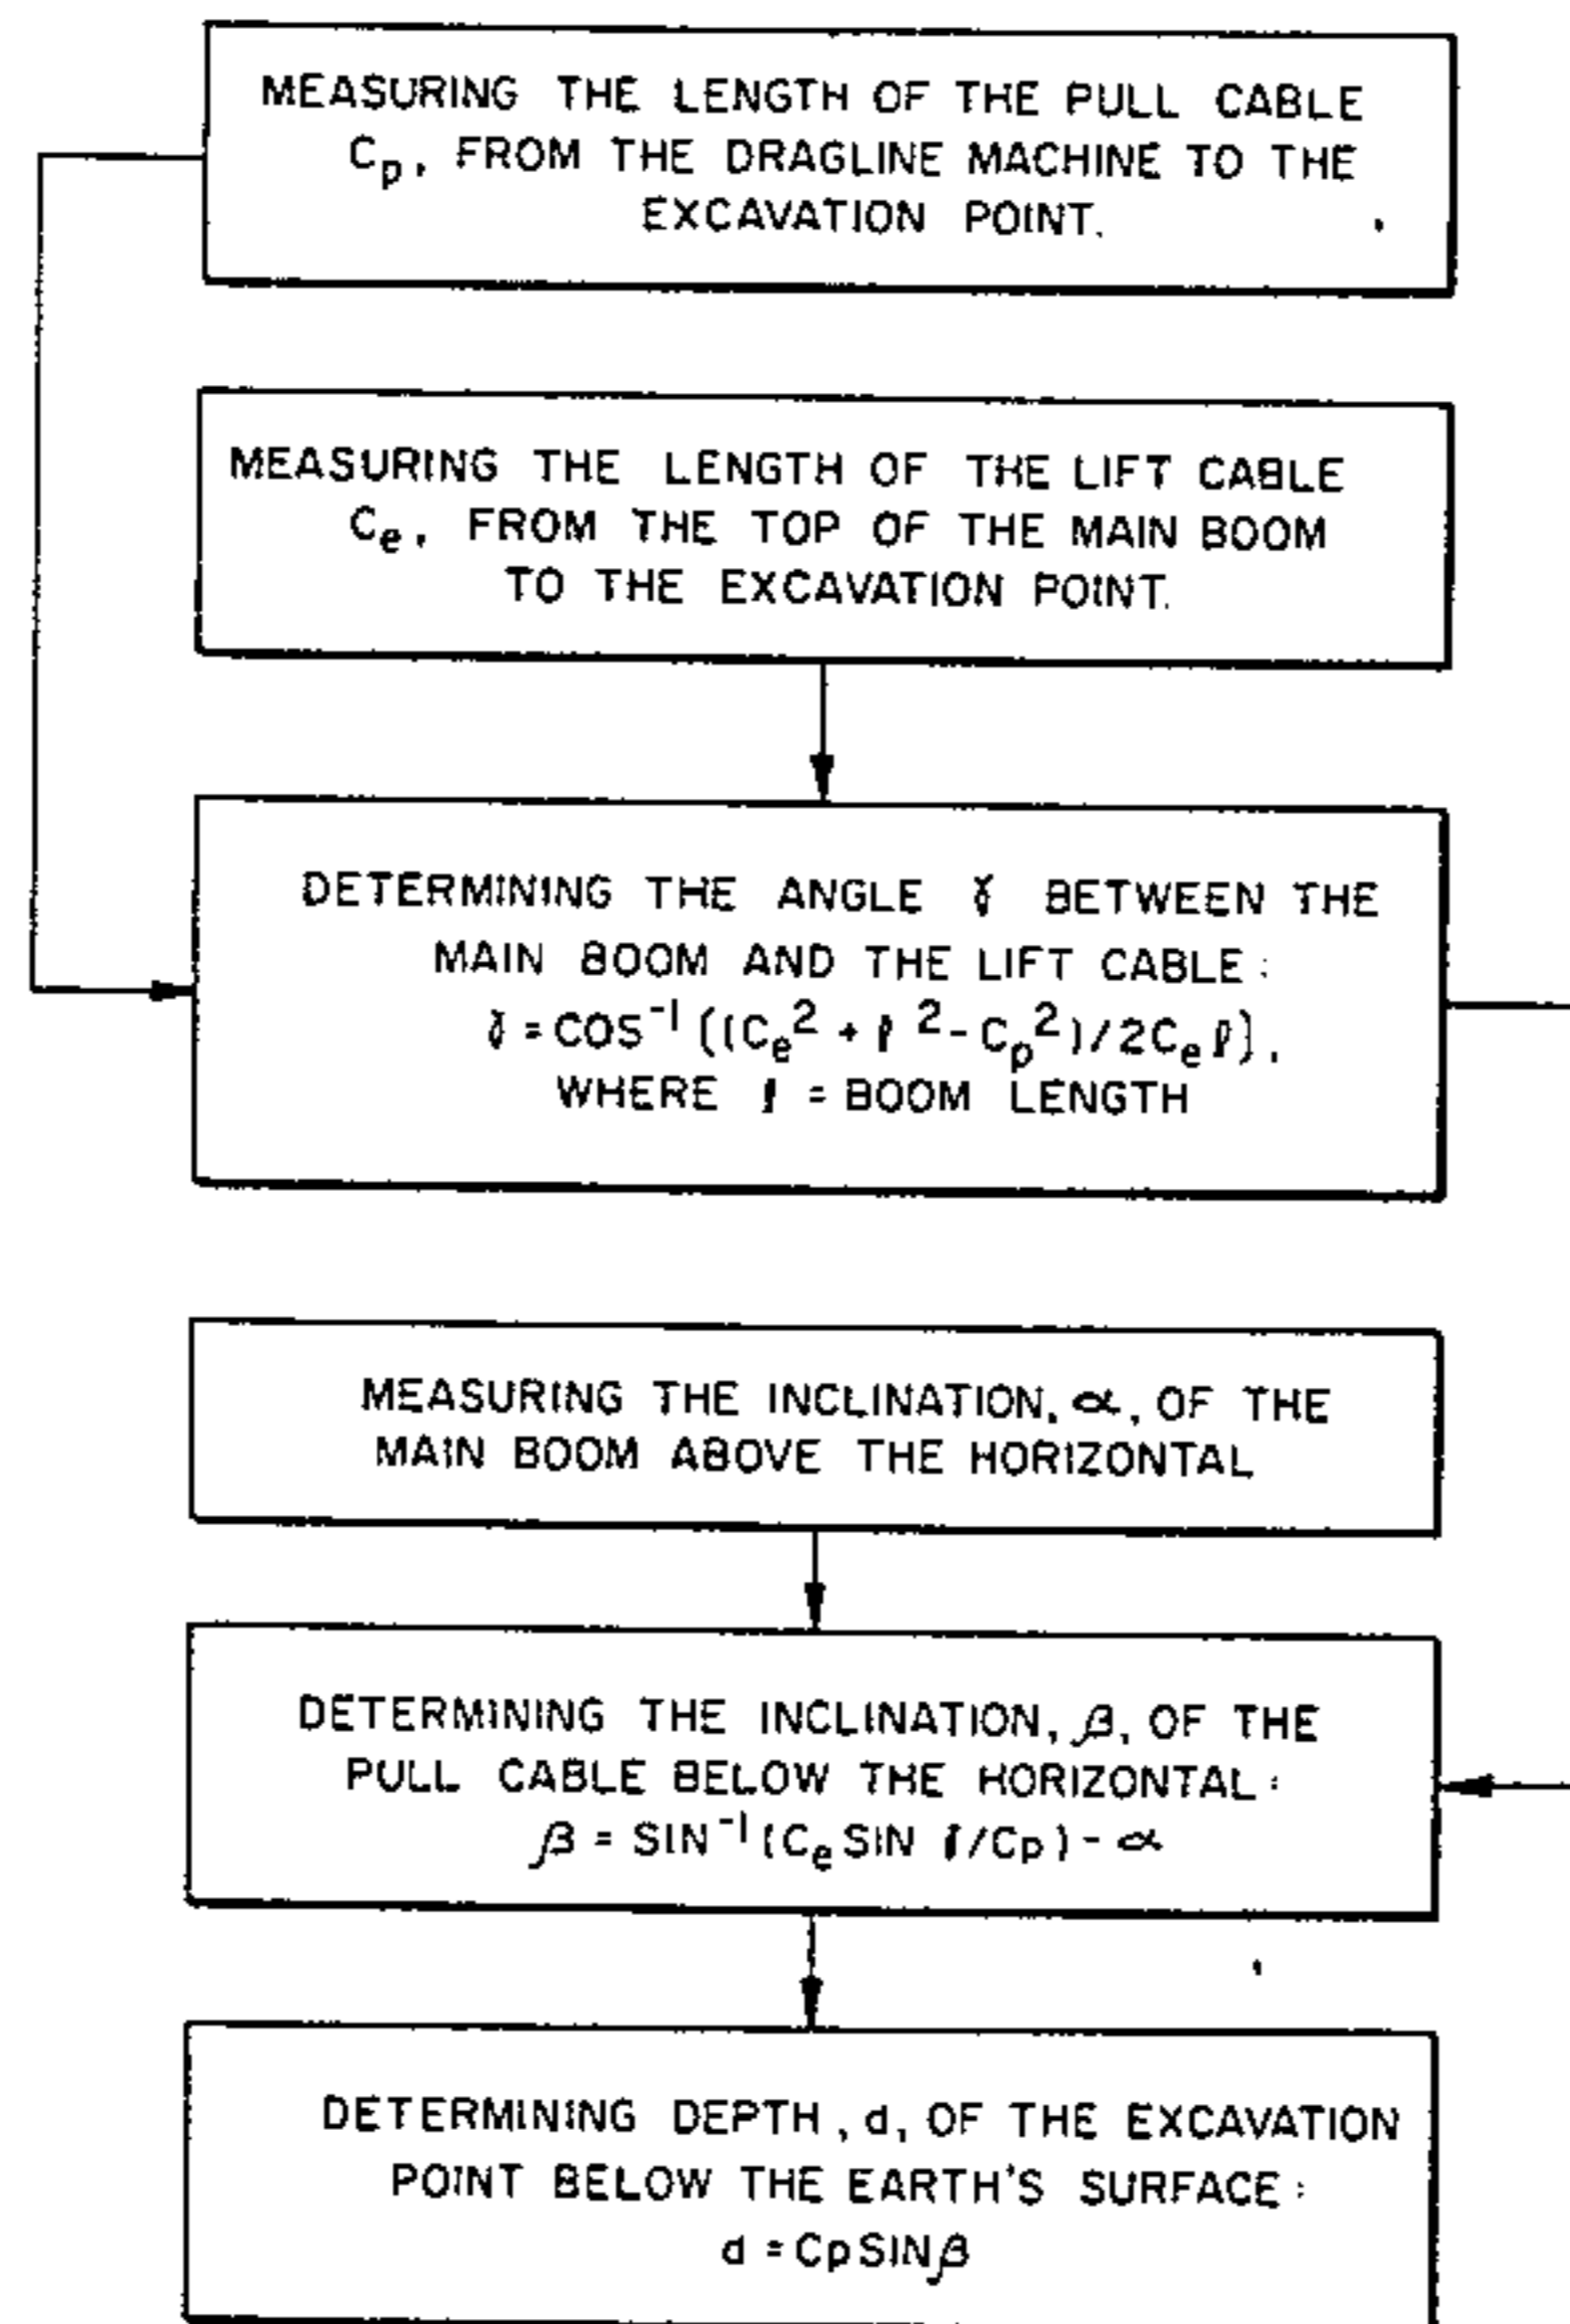 MEASURING THE LENGTH OF THE PULL CABLE
Cp, FROM THE DRAGLINE MACHINE TO THE
EXCAVATION POINT.
MEASURING THE LENGTH OF THE LIFT CABLE
Ce, FROM THE TOP OF THE MAIN BOOM
TO THE EXCAVATION POINT.
DETERMINING THE ANGLE γ BETWEEN THE
MAIN BOOM AND THE LIFT CABLE:
γ = COS⁻¹ ((Ce² + l² - Cp²)/2Ce l),
WHERE l = BOOM LENGTH
MEASURING THE INCLINATION, α, OF THE
MAIN BOOM ABOVE THE HORIZONTAL
DETERMINING THE INCLINATION, β, OF THE
PULL CABLE BELOW THE HORIZONTAL:
β = SIN⁻¹ (Ce SIN γ/Cp) - α
DETERMINING DEPTH, d, OF THE EXCAVATION
POINT BELOW THE EARTH'S SURFACE:
d = Cp SIN β